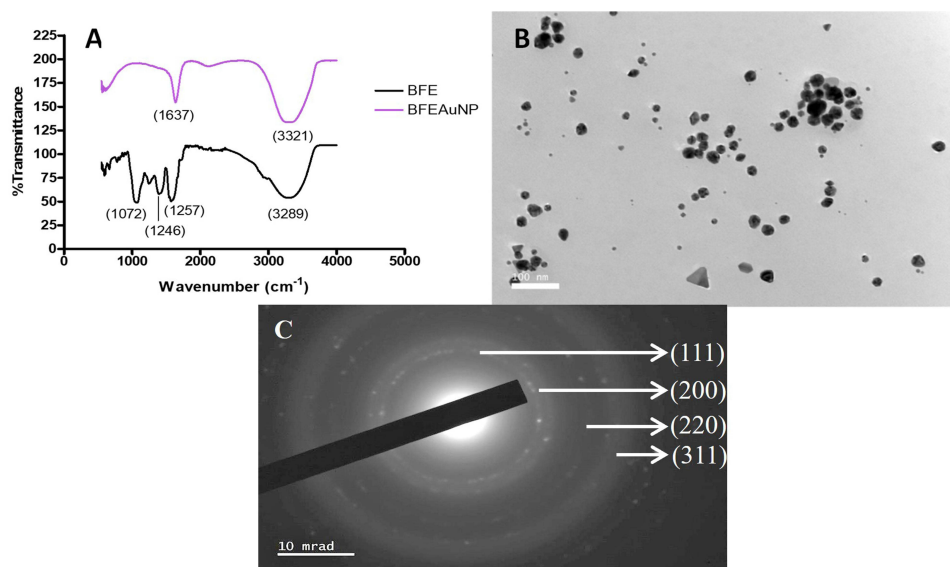 A
225
200
175
150
125
100
75
50
25
0
%Transmittance
(1637)
(3321)
(1072)
(1246)
(1257)
(3289)
0 1000 2000 3000 4000 5000
Wavenumber (cm-1)
BFE
BFEAuNP
B
100 nm
C
(111)
(200)
(220)
(311)
10 mrad